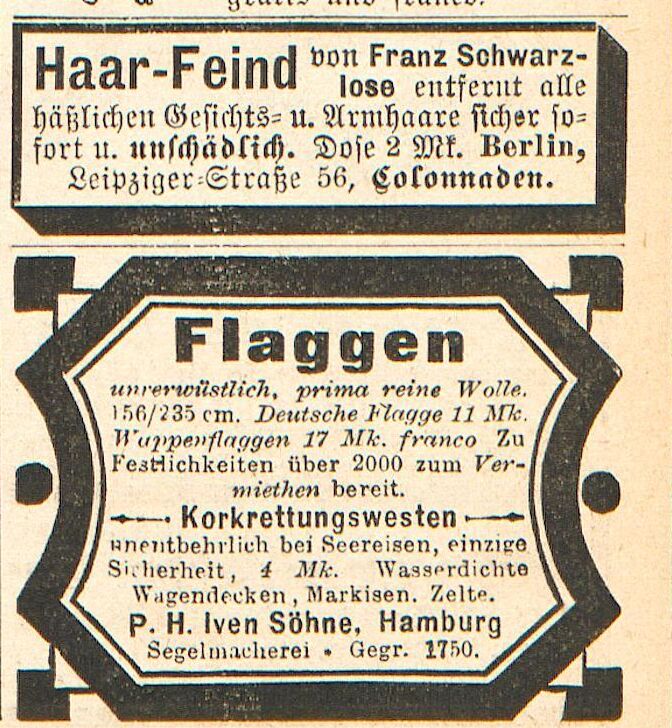 gratis und franco.
Haar-Feind von Franz Schwarz-
lose entfernt alle
häßlichen Gesichts- u. Armhaare sicher so-
fort u. unschädlich. Dose 2 Mk. Berlin,
Leipziger-Straße 56, Colonnaden.
Flaggen
unverwüstlich, prima reine Wolle.
156/235 cm. Deutsche Flagge 11 Mk.
Wappenflaggen 17 Mk. franco Zu
Festlichkeiten über 2000 zum Ver-
miethen bereit.
Korkrettungswesten
unentbehrlich bei Seereisen, einzige
Sicherheit, 4 Mk. Wasserdichte
Wagendecken, Markisen. Zelte.
P. H. Iven Söhne, Hamburg
Segelmacherei • Gegr. 1750.